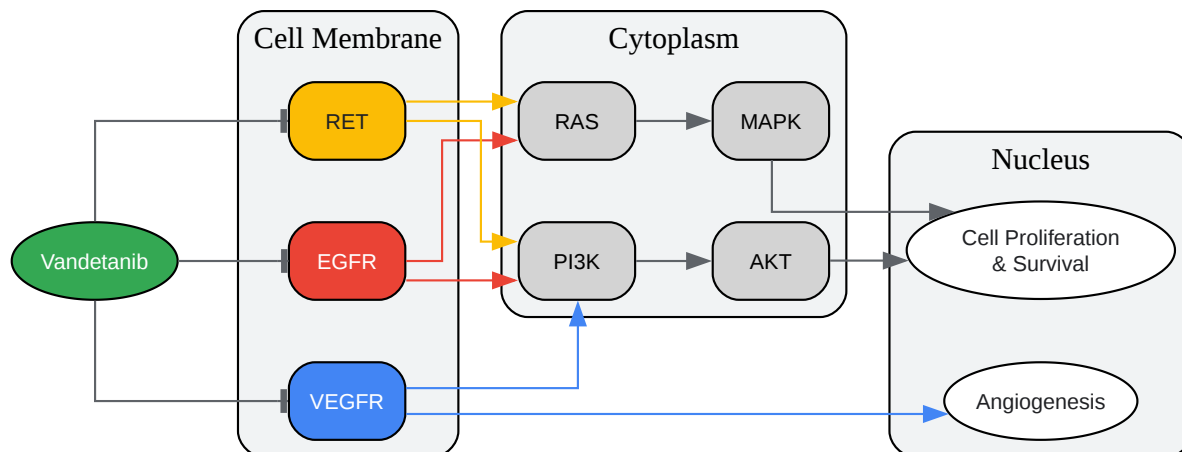 Cell Membrane
Cytoplasm
RET
RAS
MAPK
Nucleus
Vandetanib
EGFR
PI3K
AKT
Cell Proliferation
& Survival
VEGFR
Angiogenesis